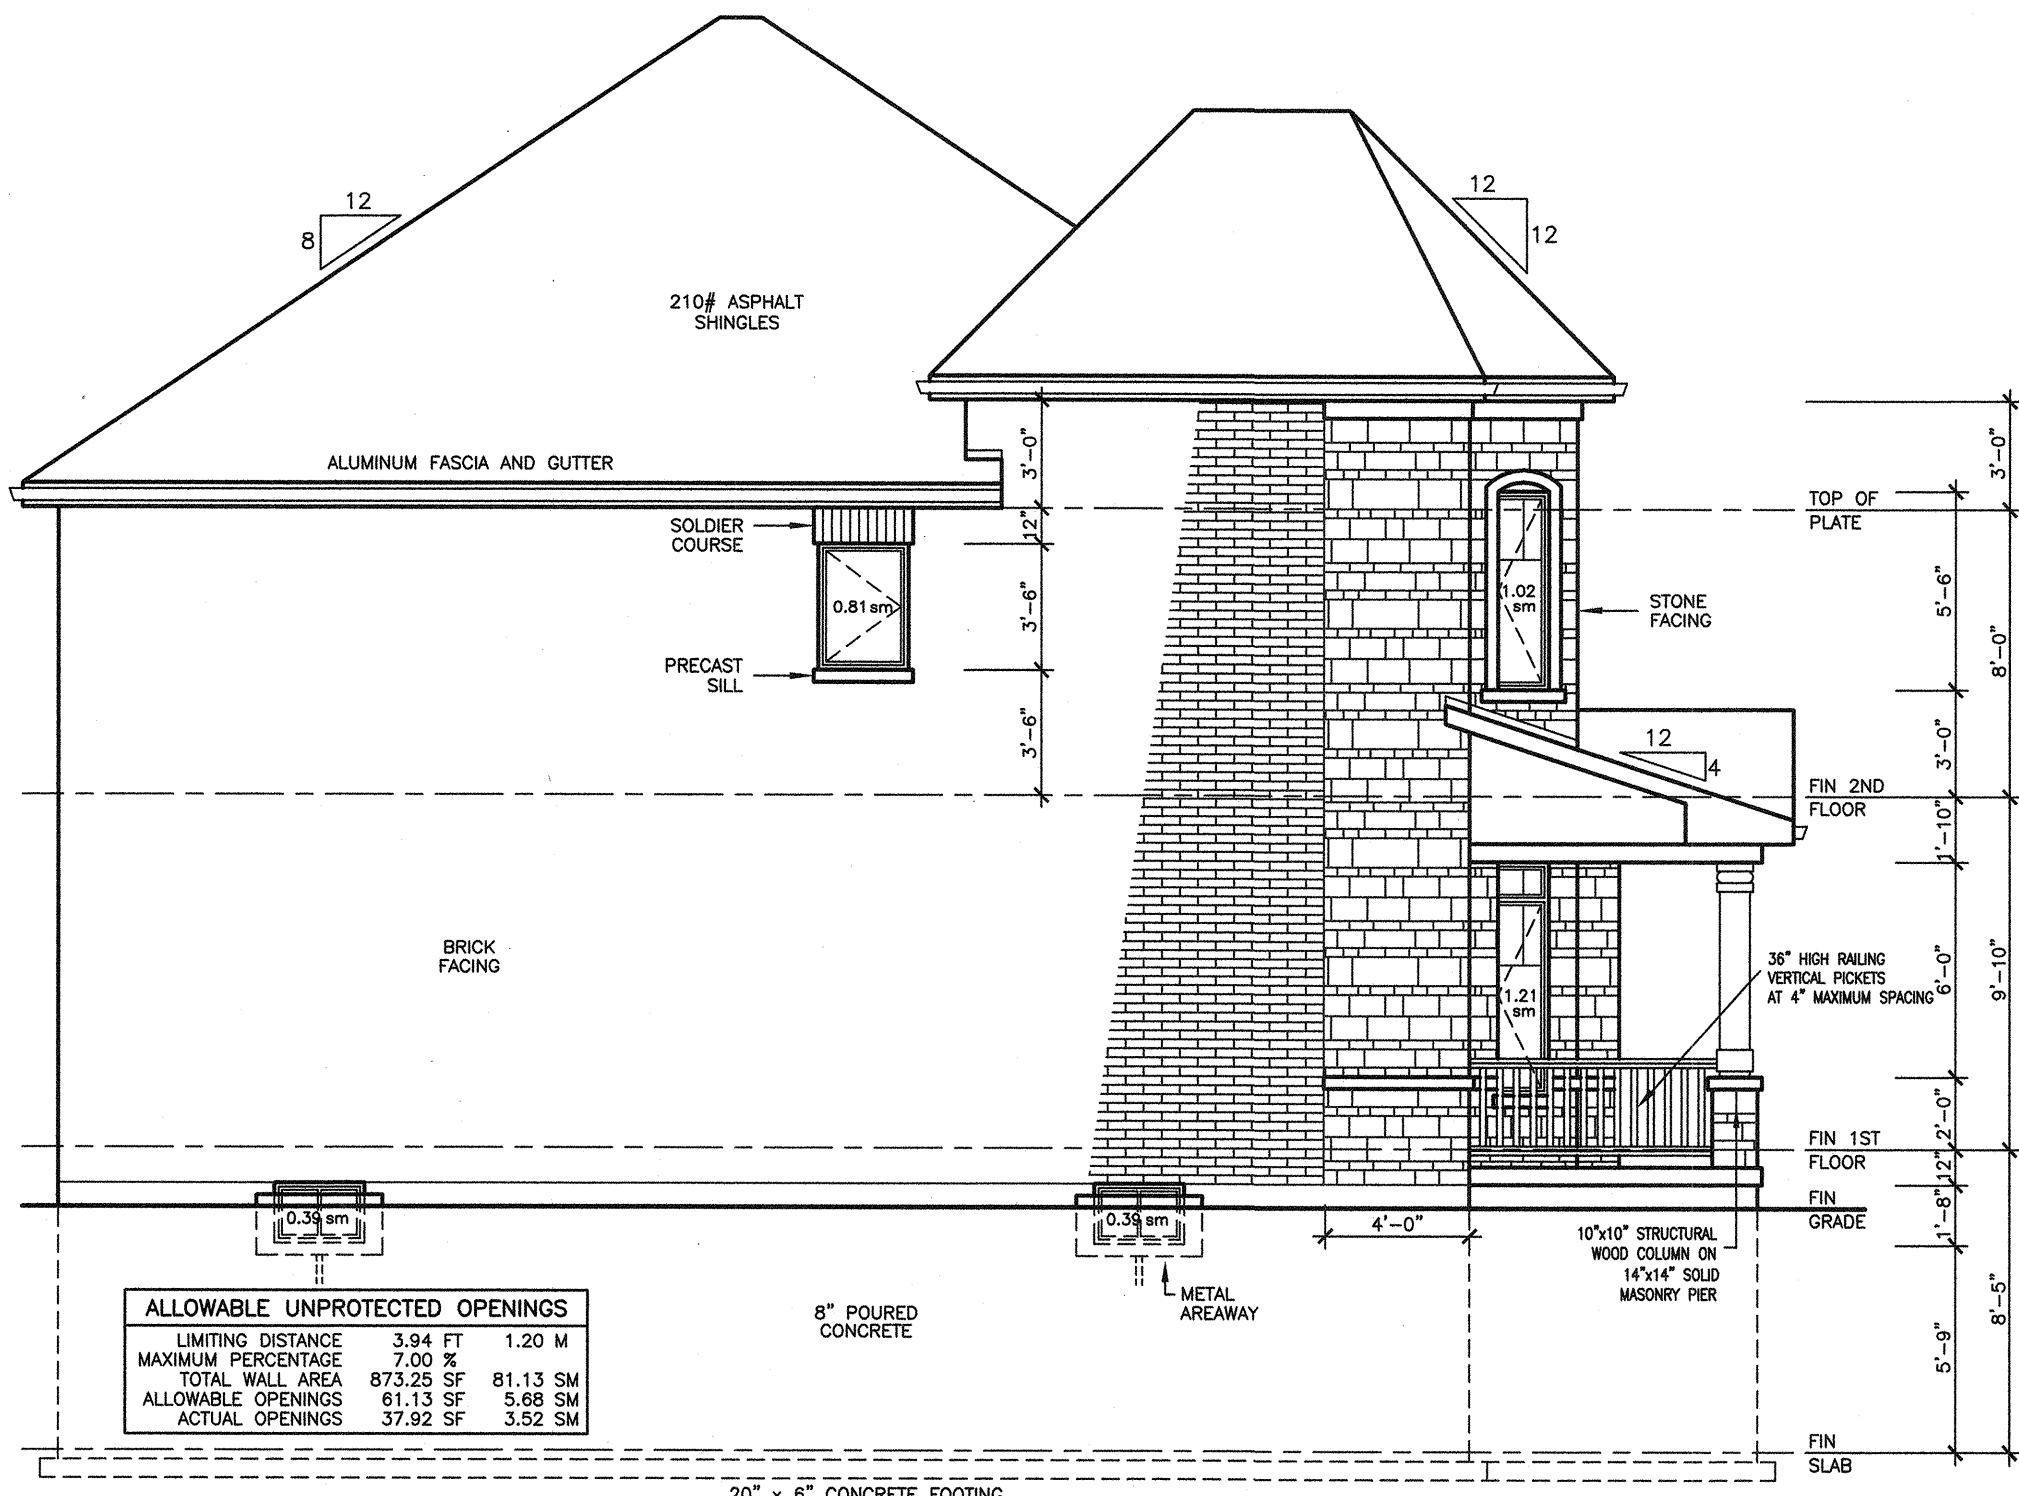 12
8
12
12
210# ASPHALT
SHINGLES
ALUMINUM FASCIA AND GUTTER
3'-0"
3'-0"
TOP OF
PLATE
SOLDIER
COURSE
12"
0.81 sm
3'-6"
1.02
sm
STONE
FACING
5'-6"
8'-0"
PRECAST
SILL
3'-6"
12
4
3'-0"
FIN 2ND
FLOOR
1'-10"
BRICK
FACING
36" HIGH RAILING
VERTICAL PICKETS
AT 4" MAXIMUM SPACING
6'-0"
9'-10"
1.21
sm
2'-0"
FIN 1ST
FLOOR
12"
FIN
GRADE
1'-8"
0.39 sm
0.39 sm
4'-0"
10"x10" STRUCTURAL
WOOD COLUMN ON
14"x14" SOLID
MASONRY PIER
METAL
AREAWAY
8" POURED
CONCRETE
8'-5"
5'-9"
ALLOWABLE UNPROTECTED OPENINGS
LIMITING DISTANCE 3.94 FT 1.20 M
MAXIMUM PERCENTAGE 7.00 %
TOTAL WALL AREA 873.25 SF 81.13 SM
ALLOWABLE OPENINGS 61.13 SF 5.68 SM
ACTUAL OPENINGS 37.92 SF 3.52 SM
FIN
SLAB
20" x 6" CONCRETE FOOTING